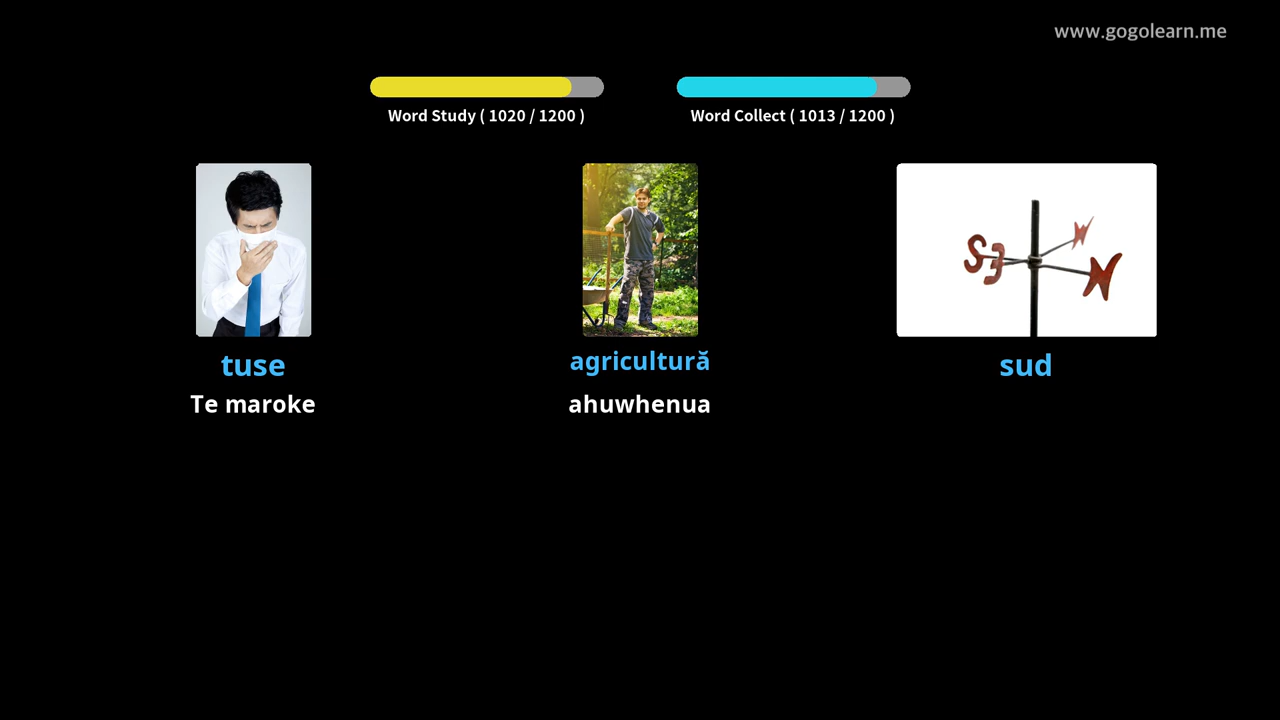 www.gogolearn.me
Word Study ( 1020 / 1200 )
Word Collect ( 1013 / 1200 )
tuse
Te maroke
agricultură
ahuwhenua
sud